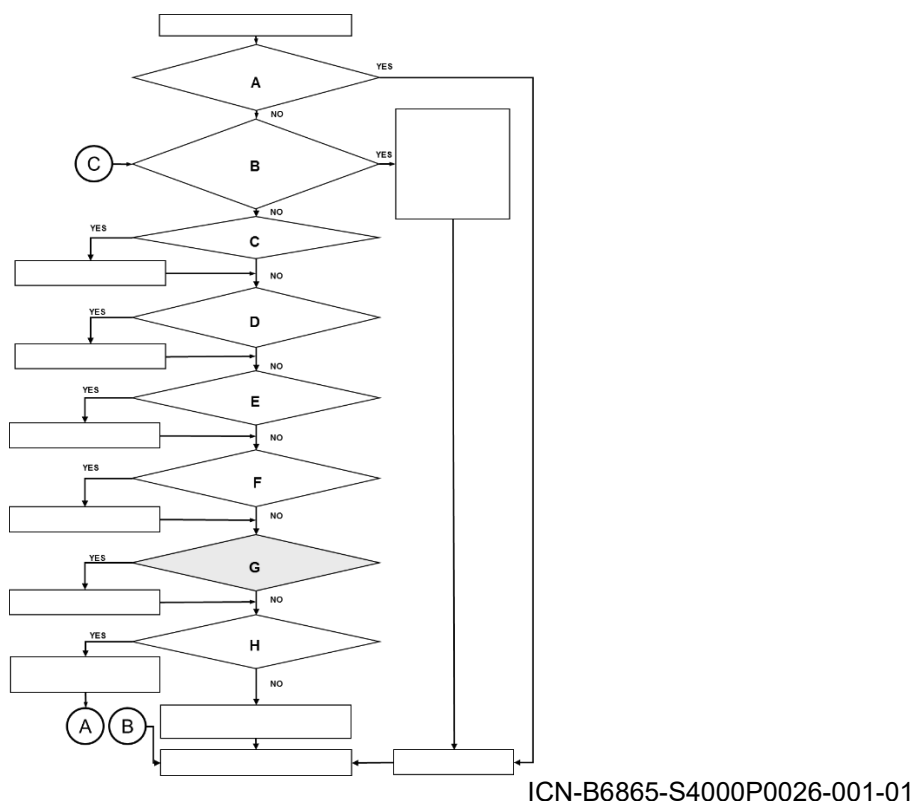 A
YES
NO
C
B
YES
NO
YES
C
NO
YES
D
NO
YES
E
NO
YES
F
NO
YES
G
NO
YES
H
NO
A
B
ICN-B6865-S4000P0026-001-01